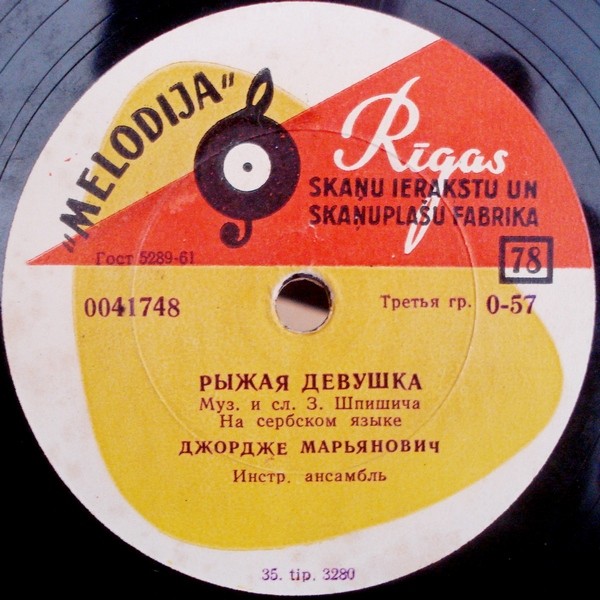 "MELODIJA"
Rīgas
SKAŅU IERAKSTU UN
SKAŅUPLAŠU FABRIKA
Гост 5289-61
78
0041748
Третья гр. 0-57
РЫЖАЯ ДЕВУШКА
Муз. и сл. З. Шпишича
На сербском языке
ДЖОРДЖЕ МАРЬЯНОВИЧ
Инстр. ансамбль
35. tip. 3280